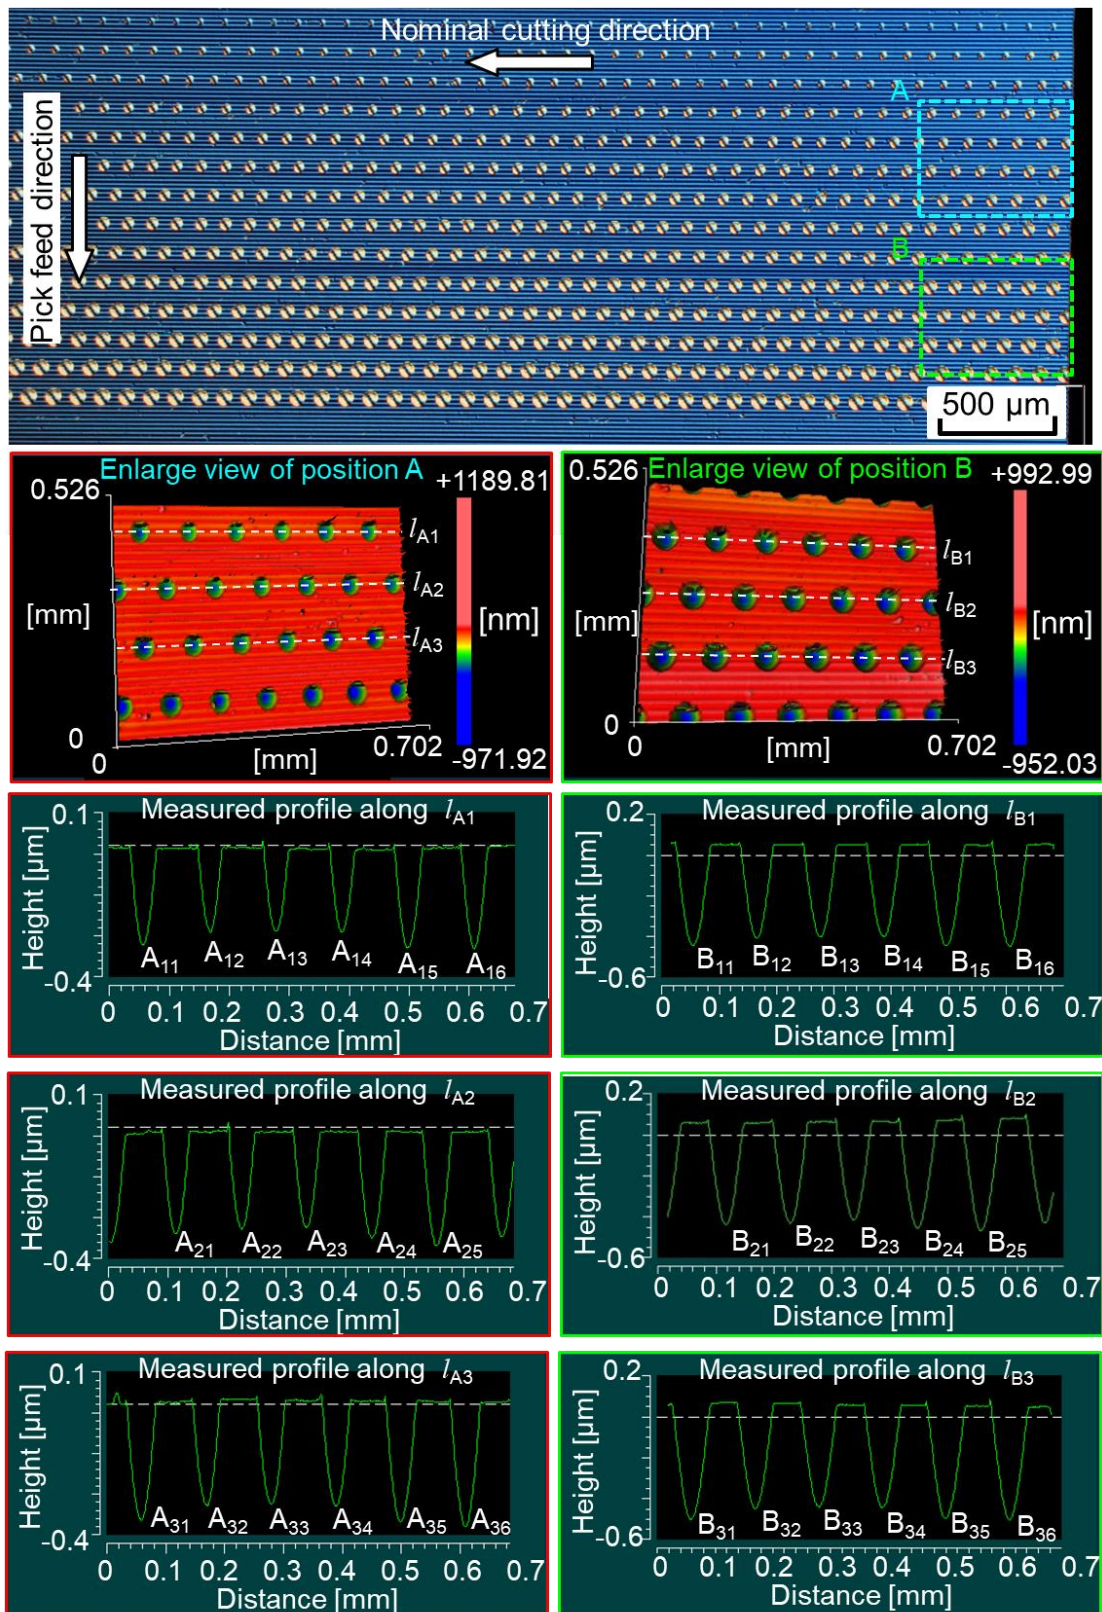 Nominal cutting direction
Pick feed direction
A
B
500 μm
Enlarge view of position A
0.526
[mm]
0
0
[mm]
0.702
+1189.81
[nm]
-971.92
lA1
lA2
lA3
Enlarge view of position B
0.526
[mm]
0
0
[mm]
0.702
+992.99
[nm]
-952.03
lB1
lB2
lB3
Measured profile along lA1
0.1
Height [μm]
-0.4
A11 A12 A13 A14 A15 A16
0 0.1 0.2 0.3 0.4 0.5 0.6 0.7
Distance [mm]
Measured profile along lB1
0.2
Height [μm]
-0.6
B11 B12 B13 B14 B15 B16
0 0.1 0.2 0.3 0.4 0.5 0.6 0.7
Distance [mm]
Measured profile along lA2
0.1
Height [μm]
-0.4
A21 A22 A23 A24 A25
0 0.1 0.2 0.3 0.4 0.5 0.6 0.7
Distance [mm]
Measured profile along lB2
0.2
Height [μm]
-0.6
B21 B22 B23 B24 B25
0 0.1 0.2 0.3 0.4 0.5 0.6 0.7
Distance [mm]
Measured profile along lA3
0.1
Height [μm]
-0.4
A31 A32 A33 A34 A35 A36
0 0.1 0.2 0.3 0.4 0.5 0.6 0.7
Distance [mm]
Measured profile along lB3
0.2
Height [μm]
-0.6
B31 B32 B33 B34 B35 B36
0 0.1 0.2 0.3 0.4 0.5 0.6 0.7
Distance [mm]